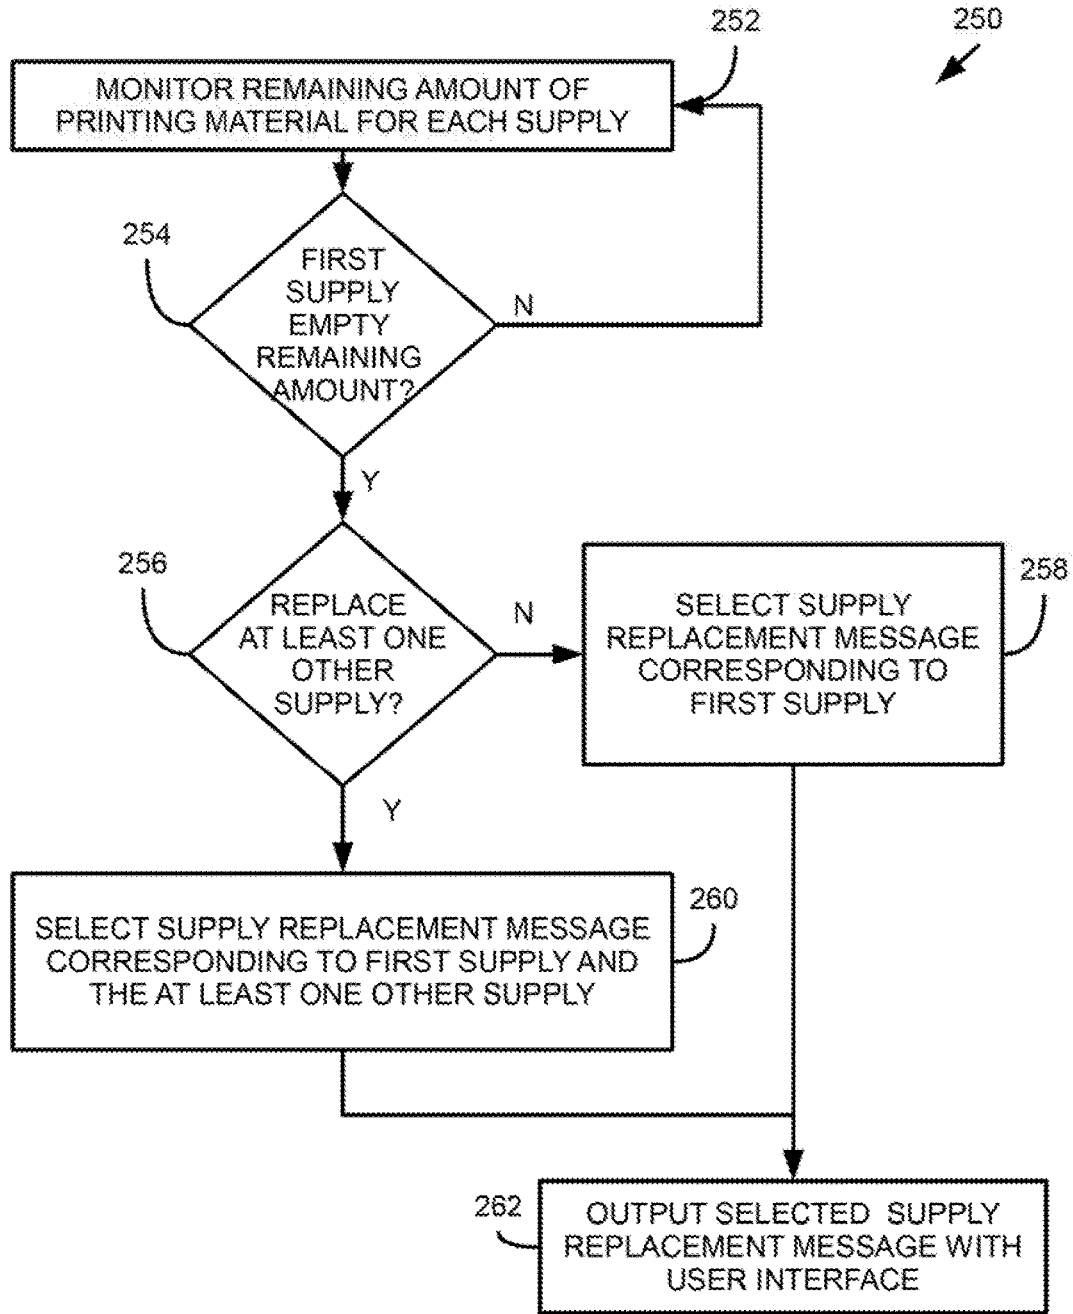 250
252
MONITOR REMAINING AMOUNT OF
PRINTING MATERIAL FOR EACH SUPPLY
254
FIRST
SUPPLY
EMPTY
REMAINING
AMOUNT?
N
Y
256
REPLACE
AT LEAST ONE
OTHER
SUPPLY?
N
258
SELECT SUPPLY
REPLACEMENT MESSAGE
CORRESPONDING TO
FIRST SUPPLY
Y
260
SELECT SUPPLY REPLACEMENT MESSAGE
CORRESPONDING TO FIRST SUPPLY AND
THE AT LEAST ONE OTHER SUPPLY
262
OUTPUT SELECTED SUPPLY
REPLACEMENT MESSAGE WITH
USER INTERFACE